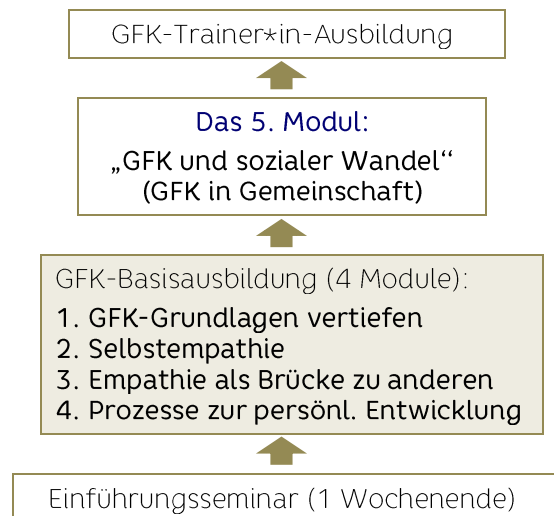 GFK-Trainer*in-Ausbildung
Das 5. Modul:
„GFK und sozialer Wandel“
(GFK in Gemeinschaft)
GFK-Basisausbildung (4 Module):
1. GFK-Grundlagen vertiefen
2. Selbstempathie
3. Empathie als Brücke zu anderen
4. Prozesse zur persönl. Entwicklung
Einführungsseminar (1 Wochenende)